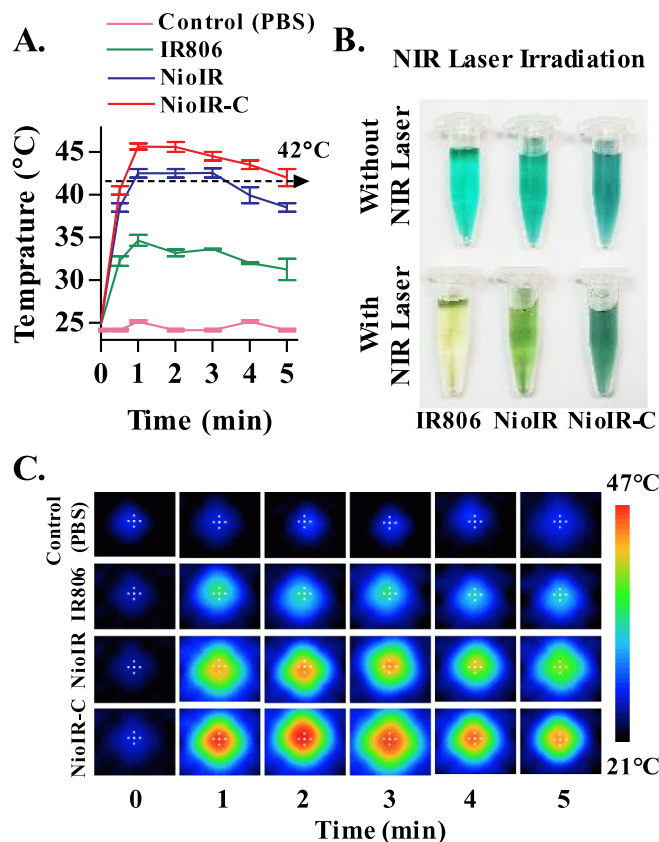 A.
Control (PBS)
IR806
NioIR
NioIR-C
Temprature (°C)
45
40
35
30
25
42°C
0 1 2 3 4 5
Time (min)
B.
NIR Laser Irradiation
Without
NIR Laser
With
NIR Laser
IR806 NioIR NioIR-C
C.
Control
(PBS)
IR806
NioIR
NioIR-C
0 1 2 3 4 5
Time (min)
47°C
21°C